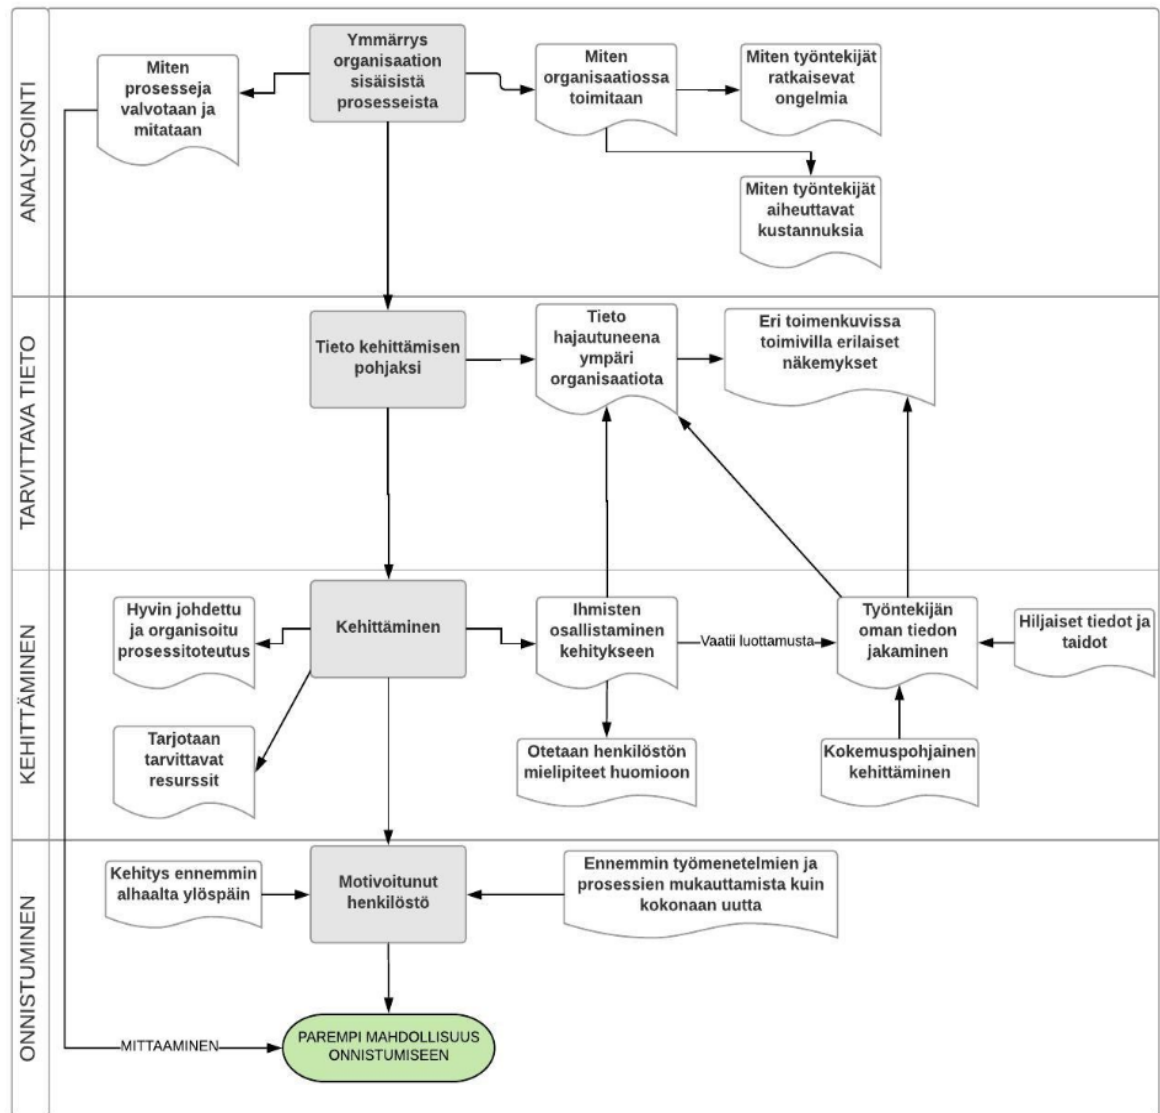 ANALYSOINTI
Miten
prosesseja
valvotaan ja
mitataan
Ymmärrys
organisaation
sisäisistä
prosesseista
Miten
organisaatiossa
toimitaan
Miten työntekijät
ratkaisevat
ongelmia
Miten työntekijät
aiheuttavat
kustannuksia
TARVITTAVA TIETO
Tieto kehittämisen
pohjaksi
Tieto
hajautuneena
ympäri
organisaatiota
Eri toimenkuvissa
toimivilla erilaiset
näkemykset
KEHITTÄMINEN
Hyvin johdettu
ja organisoitu
prosessitoteutus
Kehittäminen
Ihmisten
osallistaminen
kehitykseen
Vaatii luottamusta
Työntekijän
oman tiedon
jakaminen
Hiljaiset tiedot ja
taidot
Tarjotaan
tarvittavat
resurssit
Otetaan henkilöstön
mielipiteet huomioon
Kokemuspohjainen
kehittäminen
ONNISTUMINEN
Kehitys ennemmin
alhaalta ylöspäin
Motivoitunut
henkilöstö
Ennemmin työmenetelmien ja
prosessien mukauttamista kuin
kokonaan uutta
MITTAAMINEN
PAREMPI MAHDOLLISUUS
ONNISTUMISEEN